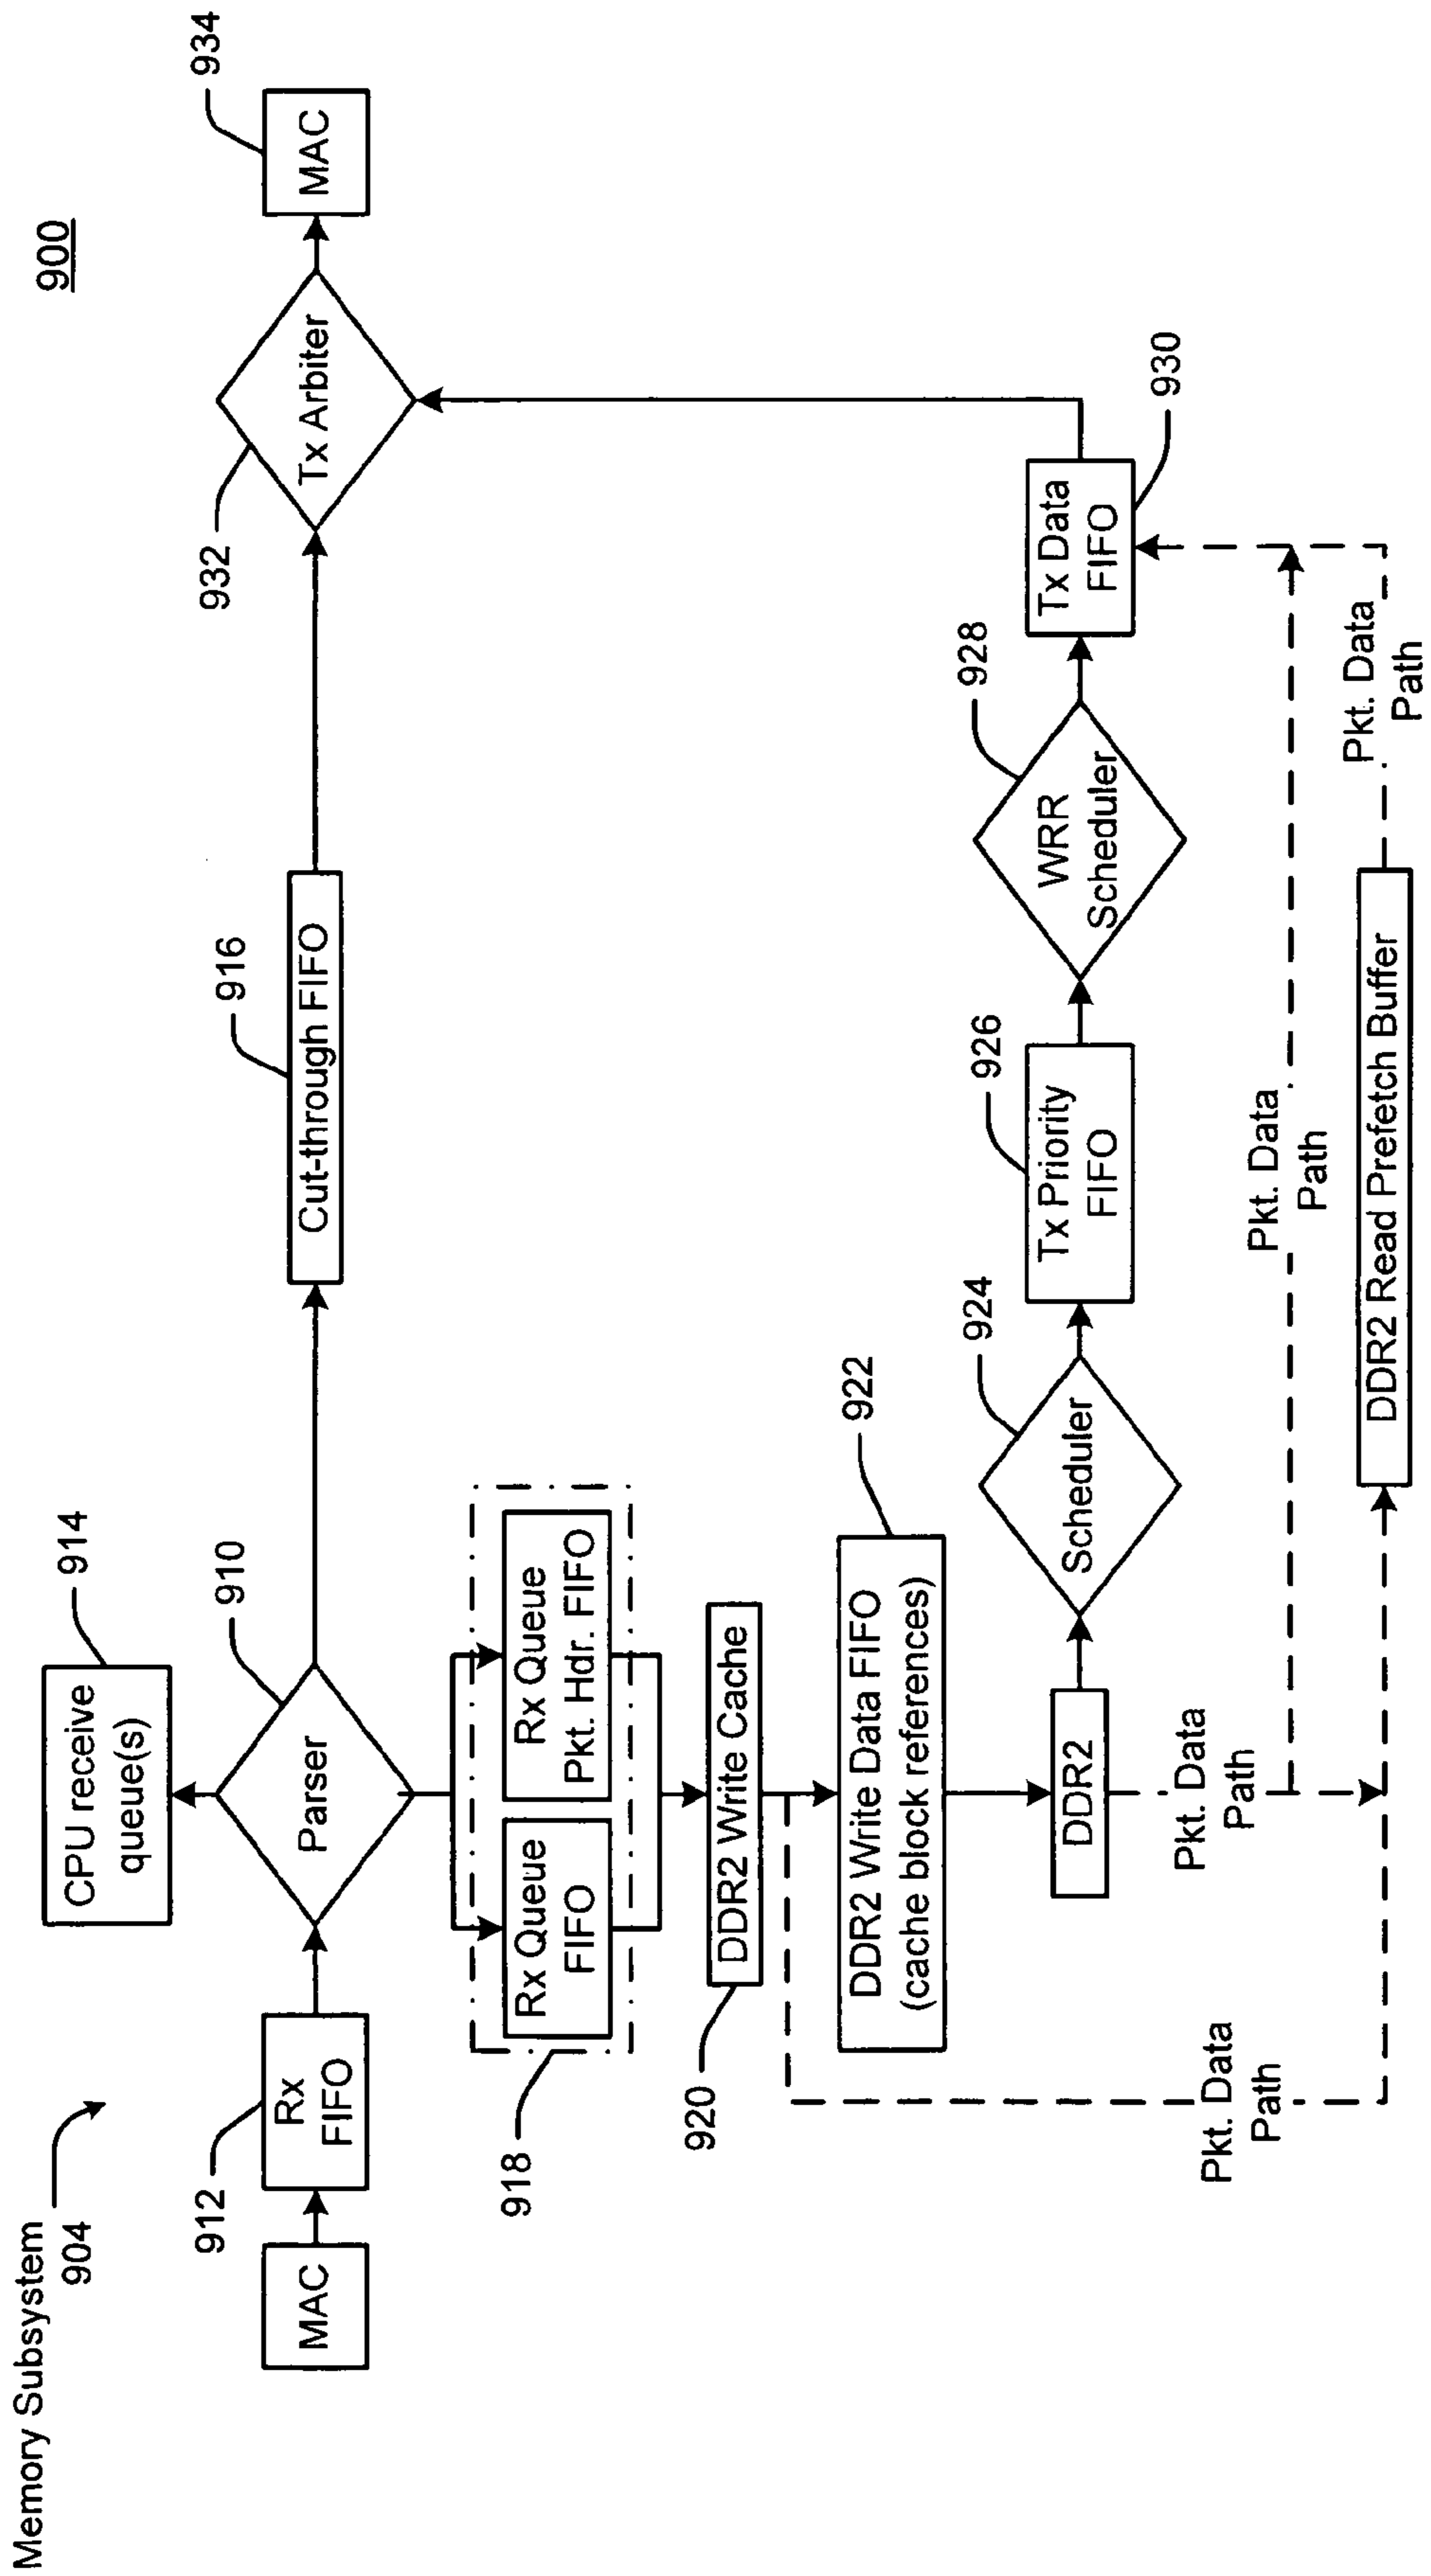 Memory Subsystem
904
900
MAC
912
Rx
FIFO
Parser
910
CPU receive
queue(s)
914
916
Cut-through FIFO
932
Tx Arbiter
MAC
934
918
Rx Queue
FIFO
Rx Queue
Pkt. Hdr. FIFO
920
DDR2 Write Cache
922
DDR2 Write Data FIFO
(cache block references)
DDR2
924
Scheduler
926
Tx Priority
FIFO
928
WRR
Scheduler
Tx Data
FIFO
930
Pkt. Data
Path
Pkt. Data
Path
Pkt. Data
Path
Pkt. Data
Path
DDR2 Read Prefetch Buffer